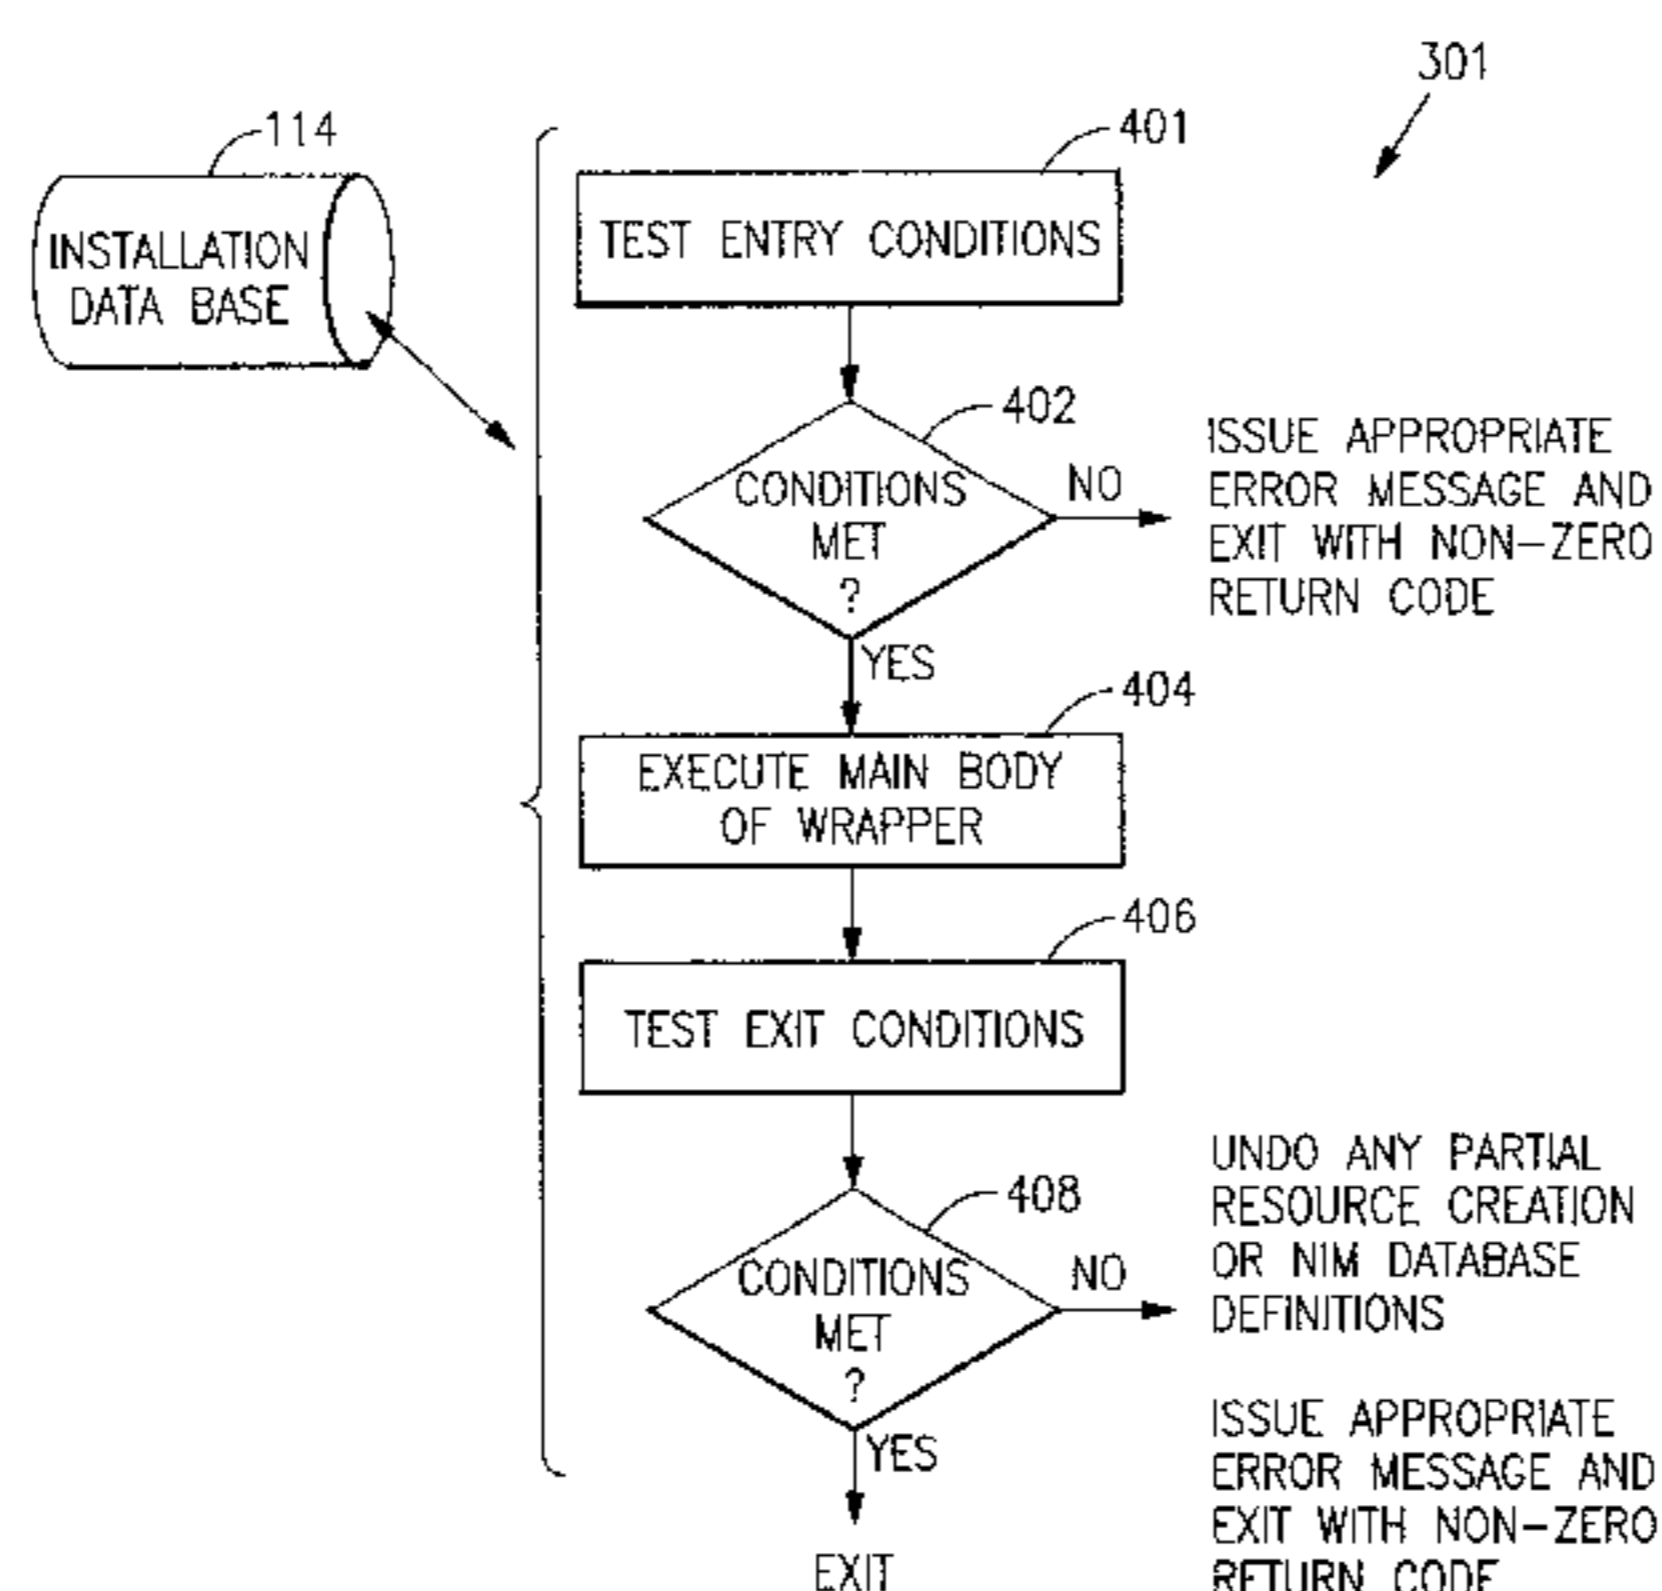 301
114
INSTALLATION
DATA BASE
401
TEST ENTRY CONDITIONS
402
CONDITIONS
MET
?
NO
ISSUE APPROPRIATE
ERROR MESSAGE AND
EXIT WITH NON-ZERO
RETURN CODE
YES
404
EXECUTE MAIN BODY
OF WRAPPER
406
TEST EXIT CONDITIONS
408
CONDITIONS
MET
?
NO
UNDO ANY PARTIAL
RESOURCE CREATION
OR NIM DATABASE
DEFINITIONS
ISSUE APPROPRIATE
ERROR MESSAGE AND
EXIT WITH NON-ZERO
RETURN CODE
YES
EXIT